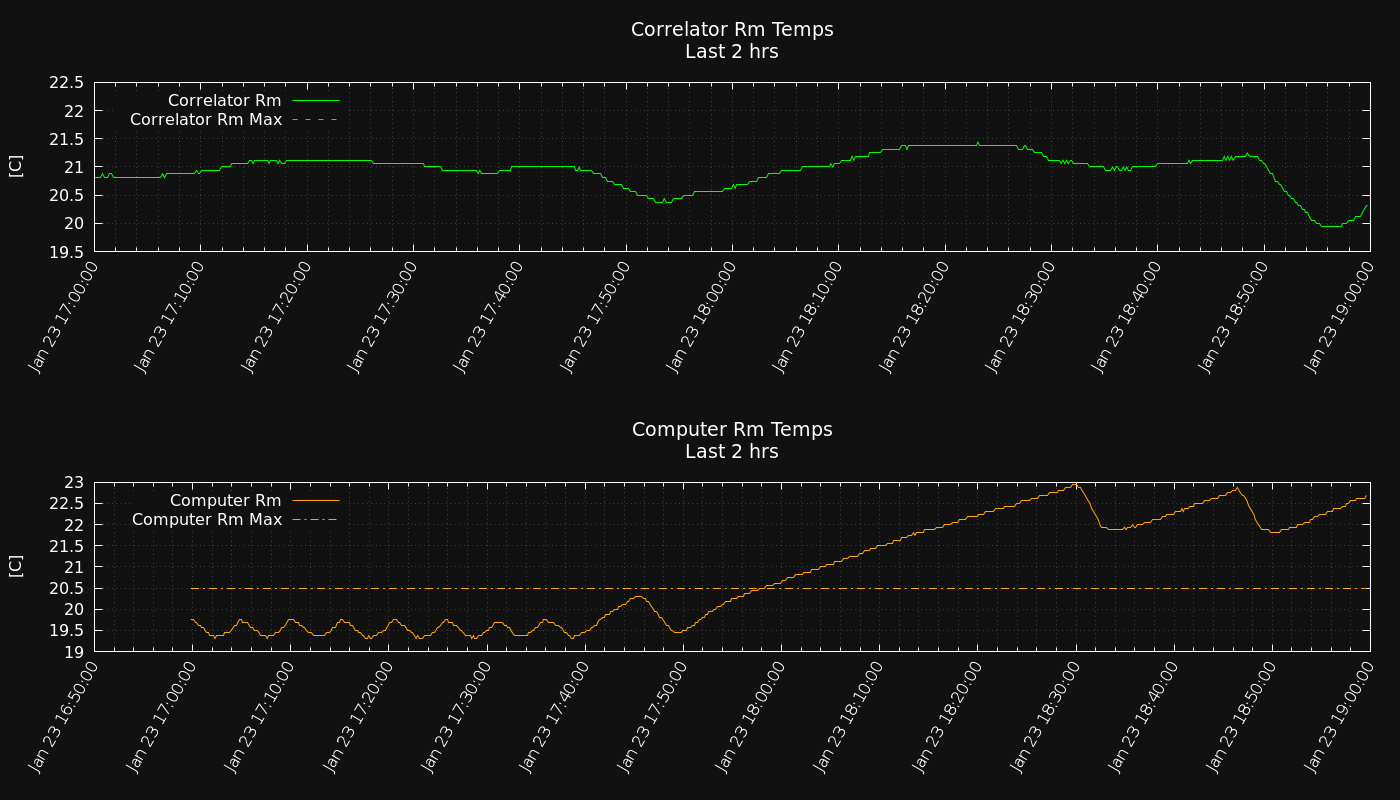 Correlator Rm Temps
Last 2 hrs
22.5
22
21.5
21
20.5
20
19.5
[C]
Correlator Rm
Correlator Rm Max
Jan 23 17:00:00
Jan 23 17:10:00
Jan 23 17:20:00
Jan 23 17:30:00
Jan 23 17:40:00
Jan 23 17:50:00
Jan 23 18:00:00
Jan 23 18:10:00
Jan 23 18:20:00
Jan 23 18:30:00
Jan 23 18:40:00
Jan 23 18:50:00
Jan 23 19:00:00
Computer Rm Temps
Last 2 hrs
23
22.5
22
21.5
21
20.5
20
19.5
19
[C]
Computer Rm
Computer Rm Max
Jan 23 16:50:00
Jan 23 17:00:00
Jan 23 17:10:00
Jan 23 17:20:00
Jan 23 17:30:00
Jan 23 17:40:00
Jan 23 17:50:00
Jan 23 18:00:00
Jan 23 18:10:00
Jan 23 18:20:00
Jan 23 18:30:00
Jan 23 18:40:00
Jan 23 18:50:00
Jan 23 19:00:00